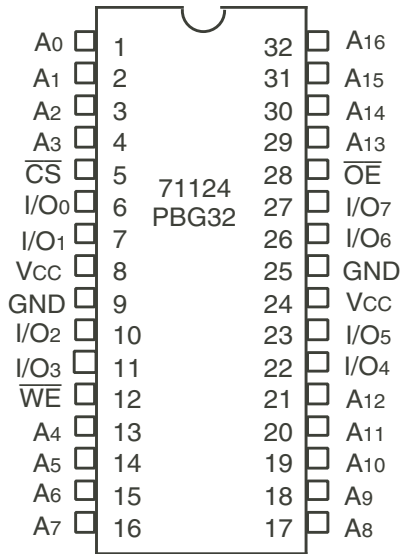 A0 1 32 A16
A1 2 31 A15
A2 3 30 A14
A3 4 29 A13
C̅S̅ 5 28 O̅E̅
I/O0 6 71124 27 I/O7
I/O1 7 PBG32 26 I/O6
VCC 8 25 GND
GND 9 24 VCC
I/O2 10 23 I/O5
I/O3 11 22 I/O4
W̅E̅ 12 21 A12
A4 13 20 A11
A5 14 19 A10
A6 15 18 A9
A7 16 17 A8